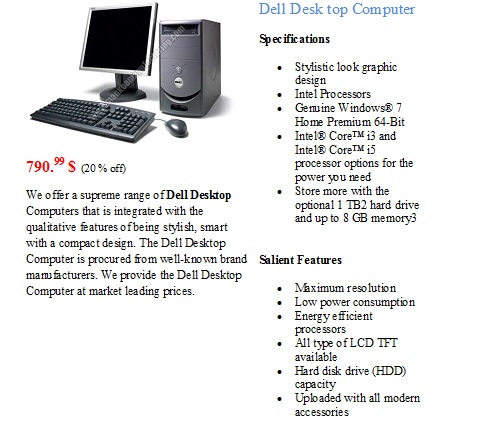 Dell Desk top Computer
Specifications
• Stylistic look graphic
design
• Intel Processors
• Genuine Windows® 7
Home Premium 64-Bit
• Intel® Core™ i3 and
Intel® Core™ i5
processor options for the
power you need
• Store more with the
optional 1 TB2 hard drive
and up to 8 GB memory3
790.99 $ (20 % off)
We offer a supreme range of Dell Desktop
Computers that is integrated with the
qualitative features of being stylish, smart
with a compact design. The Dell Desktop
Computer is procured from well-known brand
manufacturers. We provide the Dell Desktop
Computer at market leading prices.
Salient Features
• Maximum resolution
• Low power consumption
• Energy efficient
processors
• All type of LCD TFT
available
• Hard disk drive (HDD)
capacity
• Uploaded with all modern
accessories